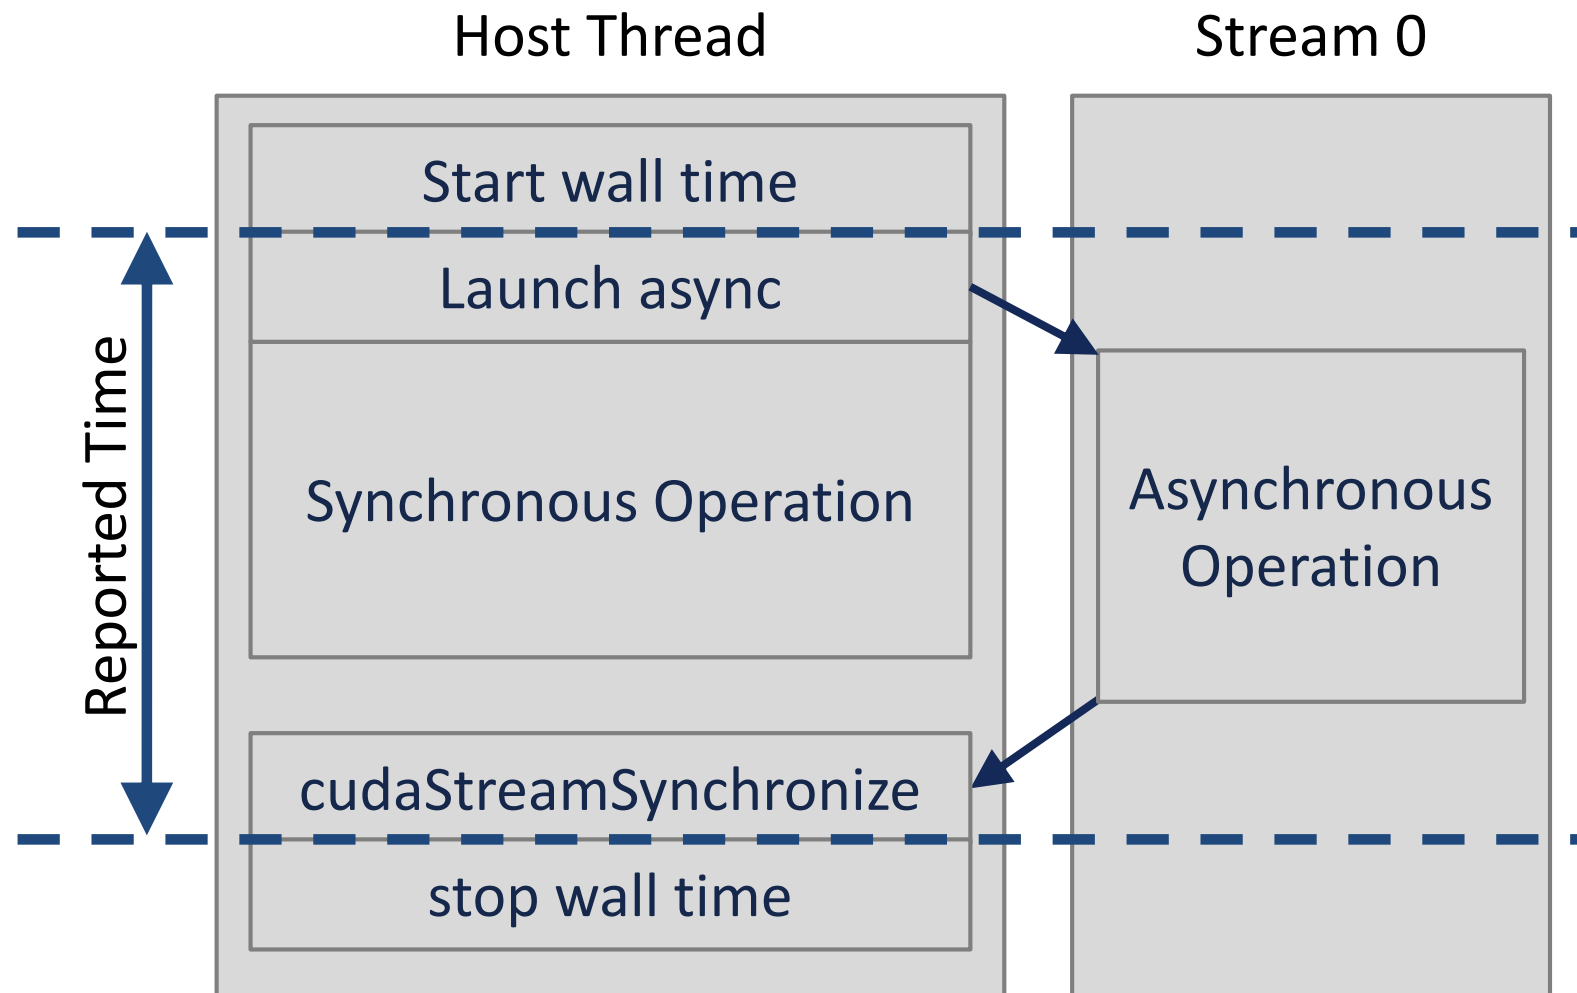 Host Thread
Stream 0
Start wall time
Launch async
Synchronous Operation
Asynchronous
Operation
Reported Time
cudaStreamSynchronize
stop wall time